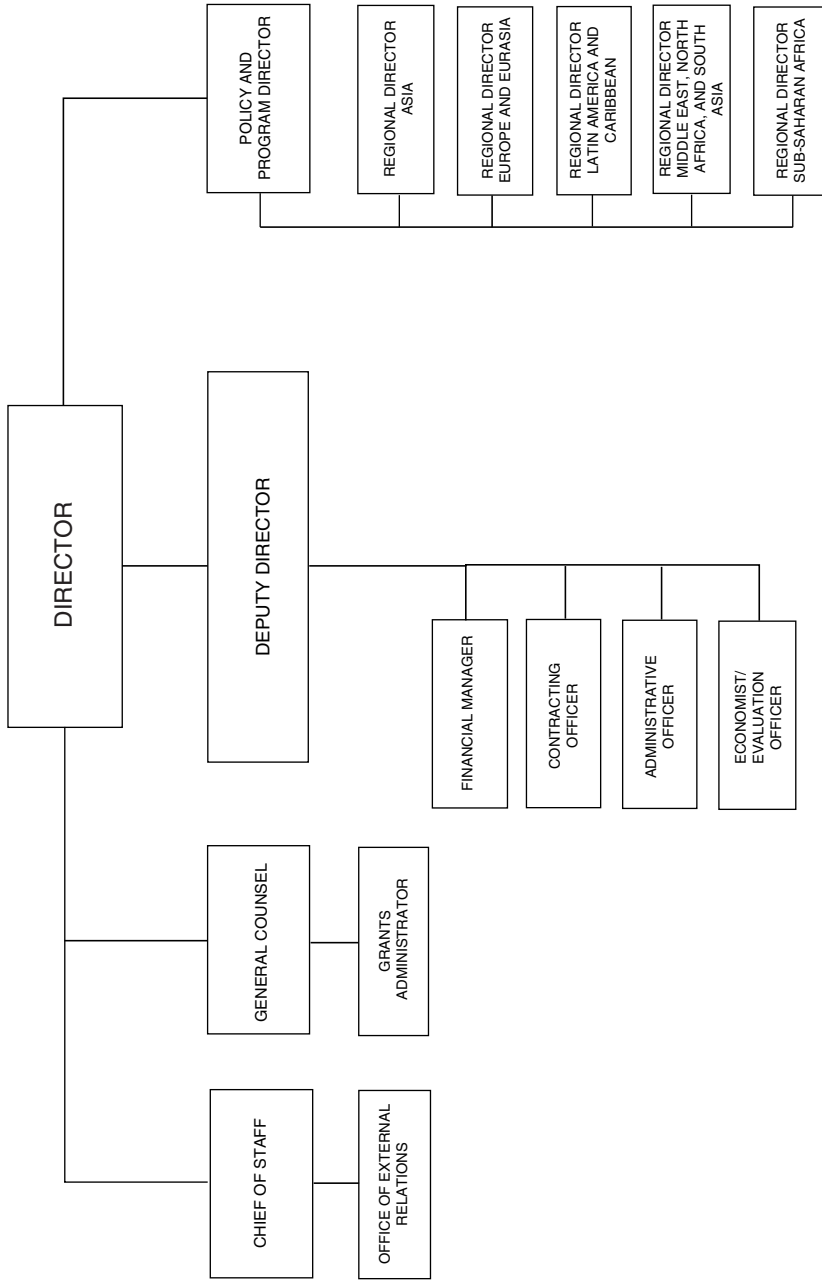 DIRECTOR
CHIEF OF STAFF
GENERAL COUNSEL
DEPUTY DIRECTOR
POLICY AND
PROGRAM DIRECTOR
OFFICE OF EXTERNAL
RELATIONS
GRANTS
ADMINISTRATOR
FINANCIAL MANAGER
CONTRACTING
OFFICER
ADMINISTRATIVE
OFFICER
ECONOMIST/
EVALUATION
OFFICER
REGIONAL DIRECTOR
ASIA
REGIONAL DIRECTOR
EUROPE AND EURASIA
REGIONAL DIRECTOR
LATIN AMERICA AND
CARIBBEAN
REGIONAL DIRECTOR
MIDDLE EAST, NORTH
AFRICA, AND SOUTH
ASIA
REGIONAL DIRECTOR
SUB-SAHARAN AFRICA